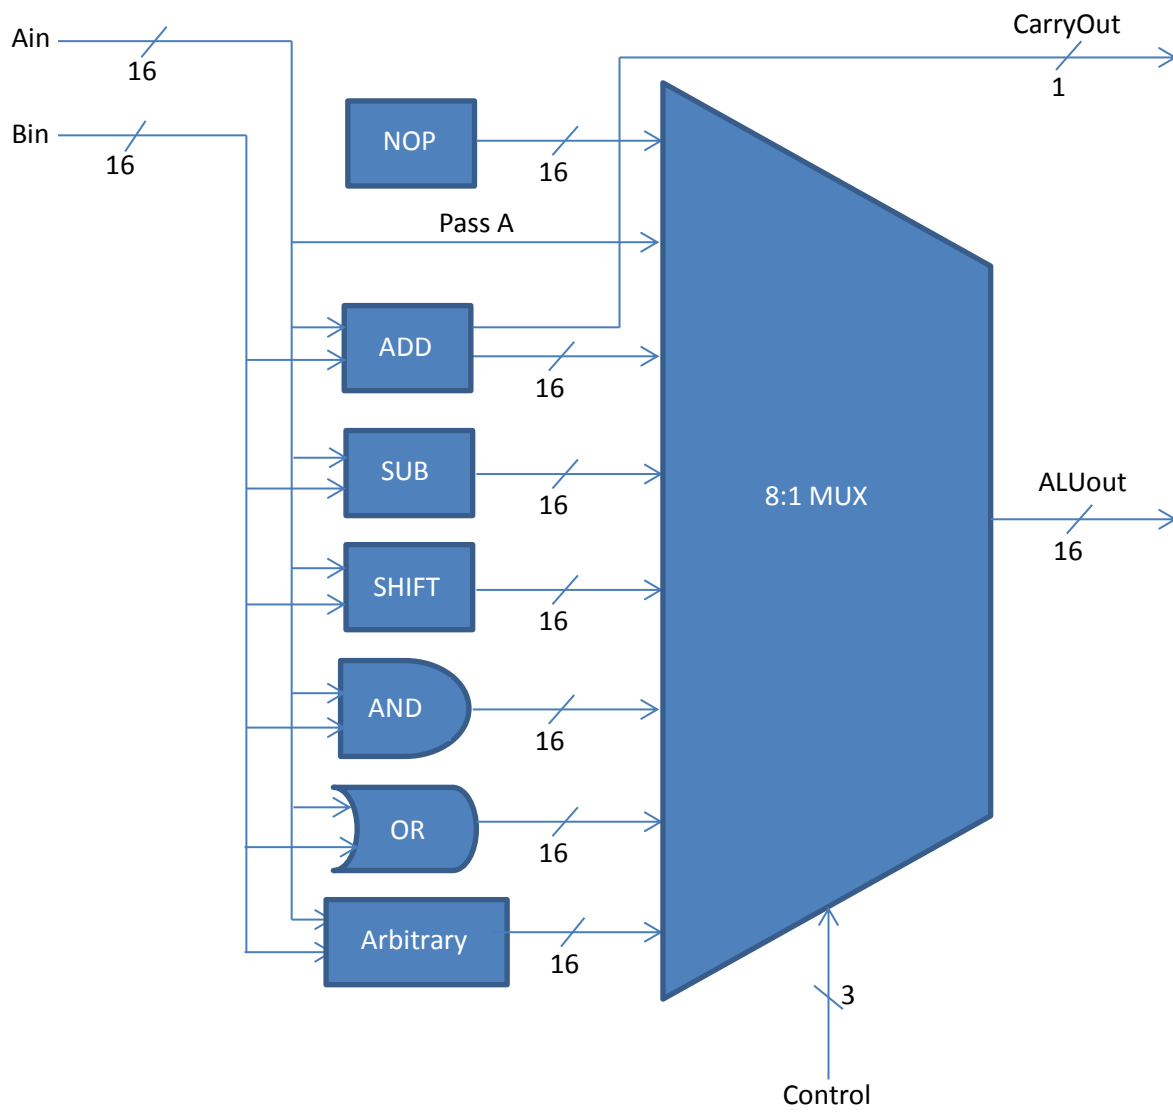 Ain
16
Bin
16
CarryOut
1
NOP
16
Pass A
ADD
16
SUB
16
8:1 MUX
ALUout
16
SHIFT
16
AND
16
OR
16
Arbitrary
16
3
Control